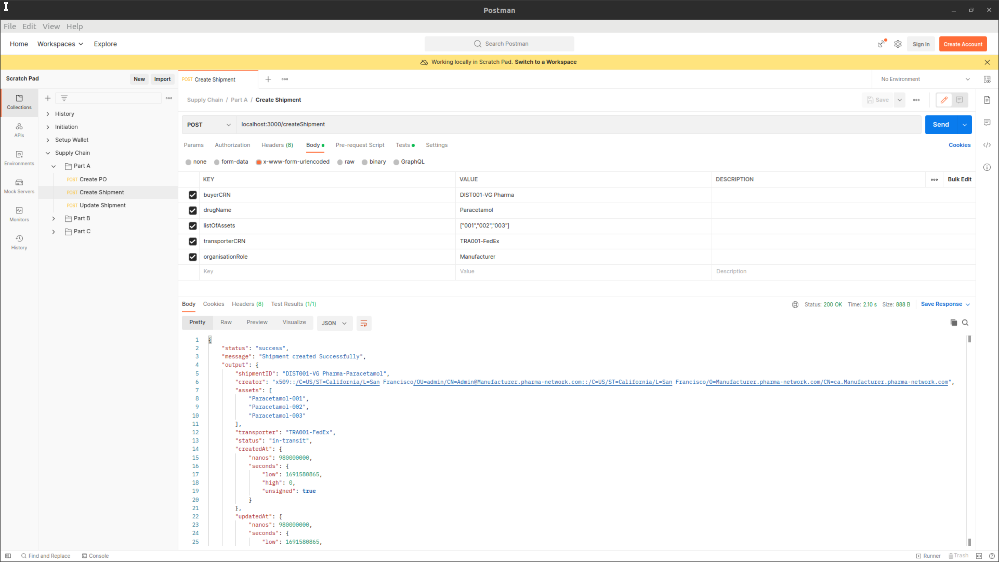 Postman
File Edit View Help
Home Workspaces Explore Search Postman Sign In Create Account
Working locally in Scratch Pad. Switch to a Workspace
Scratch Pad New Import
POST Create Shipment
No Environment
Collections
APIs
Environments
Mock Servers
Monitors
History
History
Initiation
Setup Wallet
Supply Chain
Part A
POST Create PO
POST Create Shipment
POST Update Shipment
Part B
Part C
Supply Chain / Part A / Create Shipment
Save
POST localhost:3000/createShipment Send
Params Authorization Headers (8) Body Pre-request Script Tests Settings Cookies
none form-data x-www-form-urlencoded raw binary GraphQL
KEY VALUE DESCRIPTION Bulk Edit
buyerCRN DIST001-VG Pharma
drugName Paracetamol
listOfAssets ["001","002","003"]
transporterCRN TRA001-FedEx
organisationRole Manufacturer
Key Value Description
Body Cookies Headers (8) Test Results (1/1) Status: 200 OK Time: 2.10 s Size: 888 B Save Response
Pretty Raw Preview Visualize JSON
1 {
2 "status": "success",
3 "message": "Shipment created Successfully",
4 "output": {
5 "shipmentID": "DIST001-VG Pharma-Paracetamol",
6 "creator": "x509::/C=US/ST=California/L=San Francisco/OU=admin/CN=Admin@Manufacturer.pharma-network.com::/C=US/ST=California/L=San Francisco/O=Manufacturer.pharma-network.com/CN=ca.Manufacturer.pharma-network.com",
7 "assets": [
8 "Paracetamol-001",
9 "Paracetamol-002",
10 "Paracetamol-003"
11 ],
12 "transporter": "TRA001-FedEx",
13 "status": "in-transit",
14 "createdAt": {
15 "nanos": 980000000,
16 "seconds": {
17 "low": 1691580865,
18 "high": 0,
19 "unsigned": true
20 }
21 },
22 "updatedAt": {
23 "nanos": 980000000,
24 "seconds": {
25 "low": 1691580865,
Find and Replace Console Runner Trash